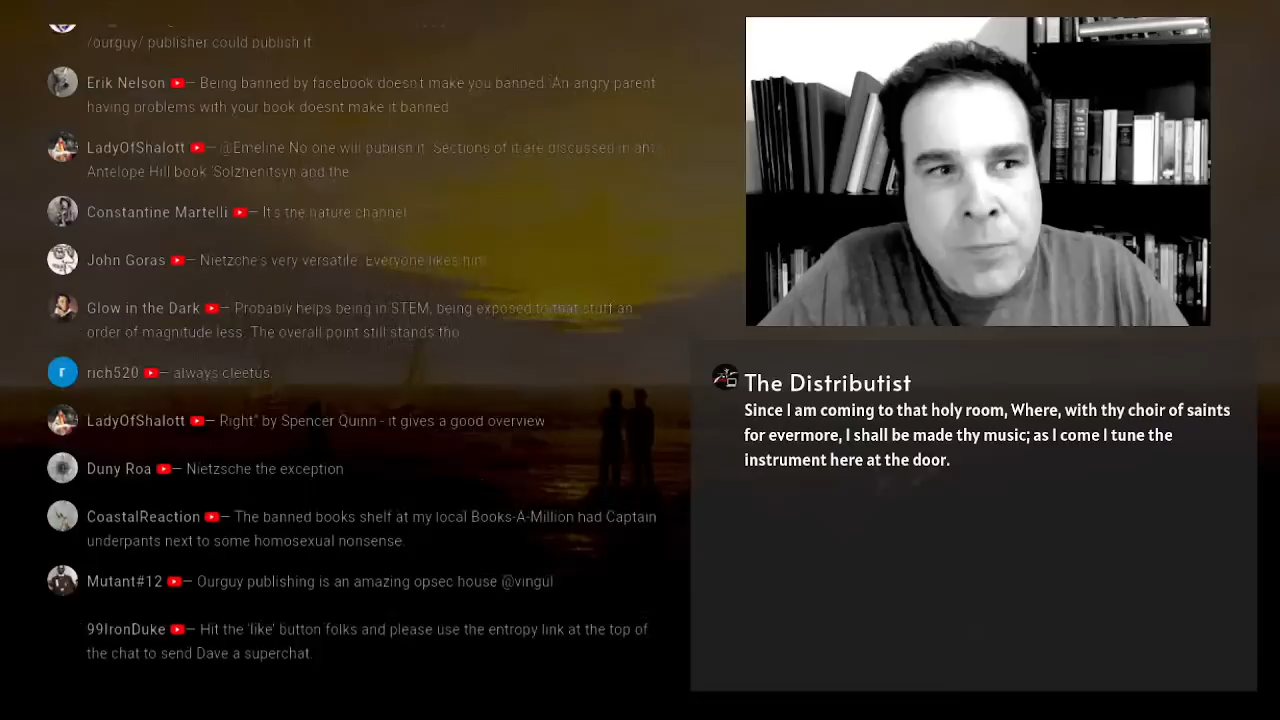 /ourguy/ publisher could publish it
Erik Nelson — Being banned by facebook doesnt make you banned. An angry parent
having problems with your book doesnt make it banned
LadyOfShalott — @Emeline No one will publish it. Sections of it are discussed in ant
Antelope Hill book 'Solzhenitsyn and the
Constantine Martelli — It's the nature channel
John Goras — Nietzche's very versatile. Everyone likes him
Glow in the Dark — Probably helps being in STEM, being exposed to that stuff an
order of magnitude less. The overall point still stands tho
r rich520 — always cleetus.
LadyOfShalott — Right" by Spencer Quinn - it gives a good overview
Duny Roa — Nietzsche the exception
CoastalReaction — The banned books shelf at my local Books-A-Million had Captain
underpants next to some homosexual nonsense.
Mutant#12 — Ourguy publishing is an amazing opsec house @vingul
99IronDuke — Hit the 'like' button folks and please use the entropy link at the top of
the chat to send Dave a superchat.
The Distributist
Since I am coming to that holy room, Where, with thy choir of saints
for evermore, I shall be made thy music; as I come I tune the
instrument here at the door.